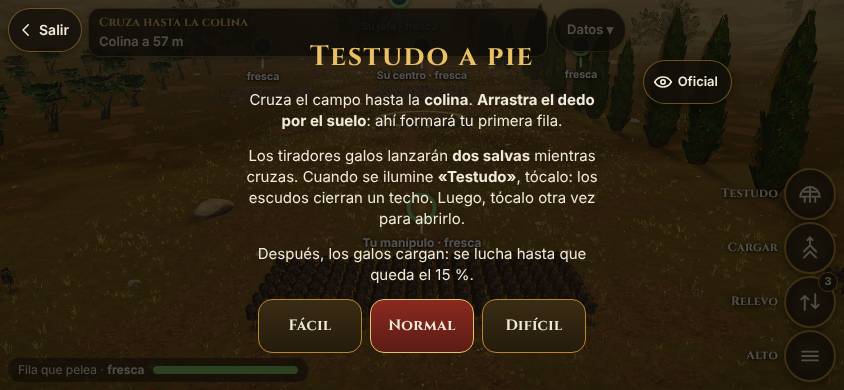 Salir
Cruza hasta la colina
Colina a 57 m
Datos ▾
Testudo a pie
fresca
Su centro · fresca
fresca
Oficial
Cruza el campo hasta la colina. Arrastra el dedo
por el suelo: ahí formará tu primera fila.
Los tiradores galos lanzarán dos salvas mientras
cruzas. Cuando se ilumine «Testudo», tócalo: los
escudos cierran un techo. Luego, tócalo otra vez
para abrirlo.
Testudo
Tu manípulo · fresca
Cargar
Después, los galos cargan: se lucha hasta que
queda el 15 %.
3
Relevo
Fácil
Normal
Difícil
Alto
Fila que pelea · fresca